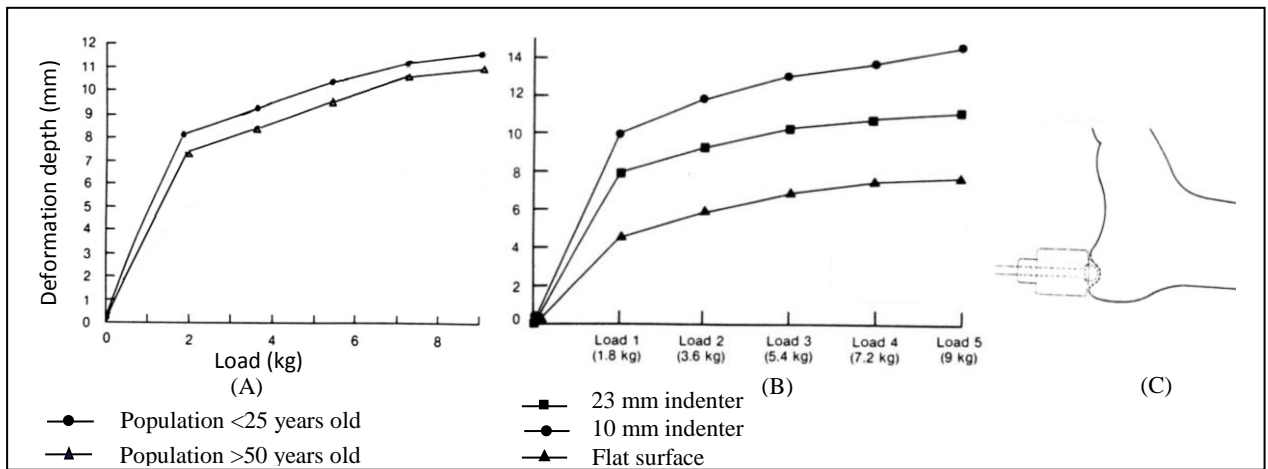 Deformation depth (mm)
12
11
10
9
8
7
6
5
4
3
2
1
0
0
2
4
6
8
Load (kg)
(A)
14
12
10
8
6
4
2
0
Load 1
(1.8 kg)
Load 2
(3.6 kg)
Load 3
(5.4 kg)
Load 4
(7.2 kg)
Load 5
(9 kg)
(B)
(C)
Population <25 years old
Population >50 years old
23 mm indenter
10 mm indenter
Flat surface